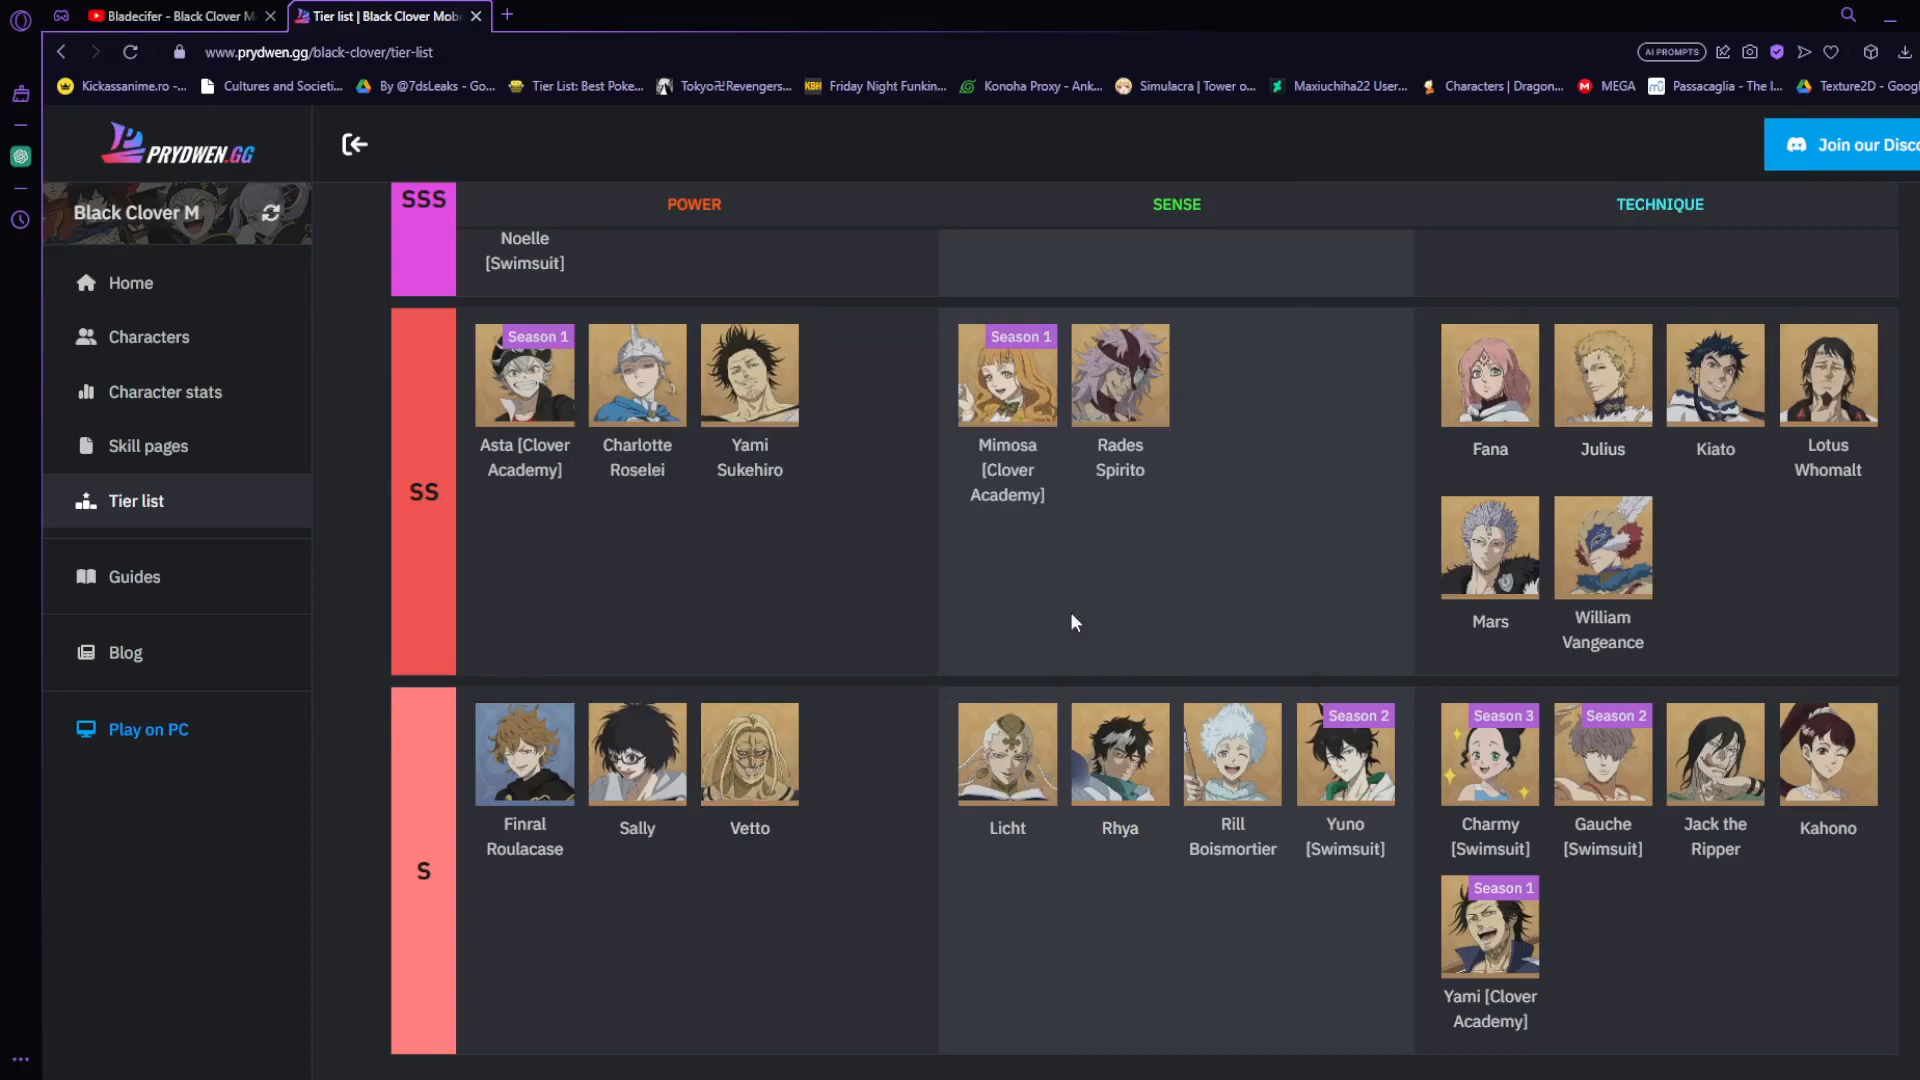 Bladecifer - Black Clover M
Tier list | Black Clover Mob
www.prydwen.gg/black-clover/tier-list
AI PROMPTS
Kickassanime.ro -...
Cultures and Societi...
By @7dsLeaks - Go...
Tier List: Best Poke...
Tokyo卍Revengers...
KBH
Friday Night Funkin...
Konoha Proxy - Ank...
Simulacra | Tower o...
Maxiuchiha22 User...
Characters | Dragon...
M
MEGA
Passacaglia - The I...
Texture2D - Googl
PRYDWEN.GG
Join our Disco
Black Clover M
Home
Characters
Character stats
Skill pages
Tier list
Guides
Blog
Play on PC
SSS
POWER
SENSE
TECHNIQUE
Noelle
[Swimsuit]
SS
Season 1
Asta [Clover
Academy]
Charlotte
Roselei
Yami
Sukehiro
Season 1
Mimosa
[Clover
Academy]
Rades
Spirito
Fana
Julius
Kiato
Lotus
Whomalt
Mars
William
Vangeance
S
Finral
Roulacase
Sally
Vetto
Licht
Rhya
Rill
Boismortier
Season 2
Yuno
[Swimsuit]
Season 3
Charmy
[Swimsuit]
Season 2
Gauche
[Swimsuit]
Jack the
Ripper
Kahono
Season 1
Yami [Clover
Academy]